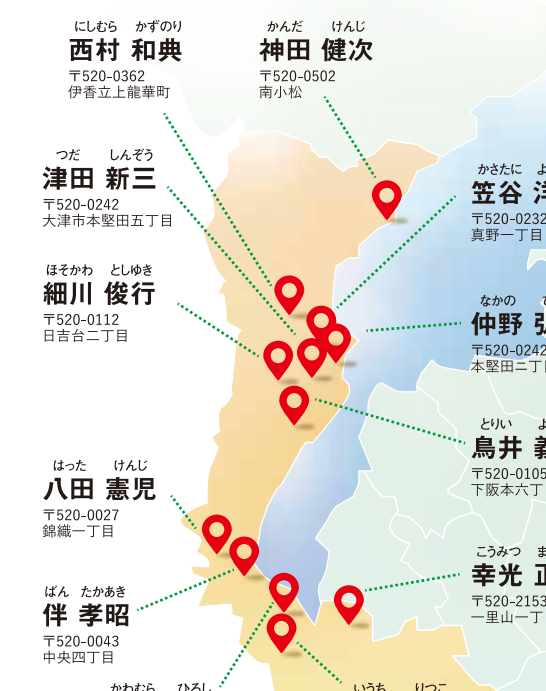 にしむら　かずのり
西村 和典
〒520-0362
伊香立上龍華町
かんだ　けんじ
神田 健次
〒520-0502
南小松
つだ　しんぞう
津田 新三
〒520-0242
大津市本堅田五丁目
かさたに　よ
笠谷 洋
〒520-0232
真野一丁目
ほそかわ　としゆき
細川 俊行
〒520-0112
日吉台二丁目
なかの
仲野 弘
〒520-0242
本堅田二丁目
とりい　よ
鳥井 義
〒520-0105
下阪本六丁
はった　けんじ
八田 憲児
〒520-0027
錦織一丁目
こうみつ　ま
幸光 正
〒520-2153
一里山一丁
ばん　たかあき
伴 孝昭
〒520-0043
中央四丁目
かわむら　ひろし
いうち　りつこ